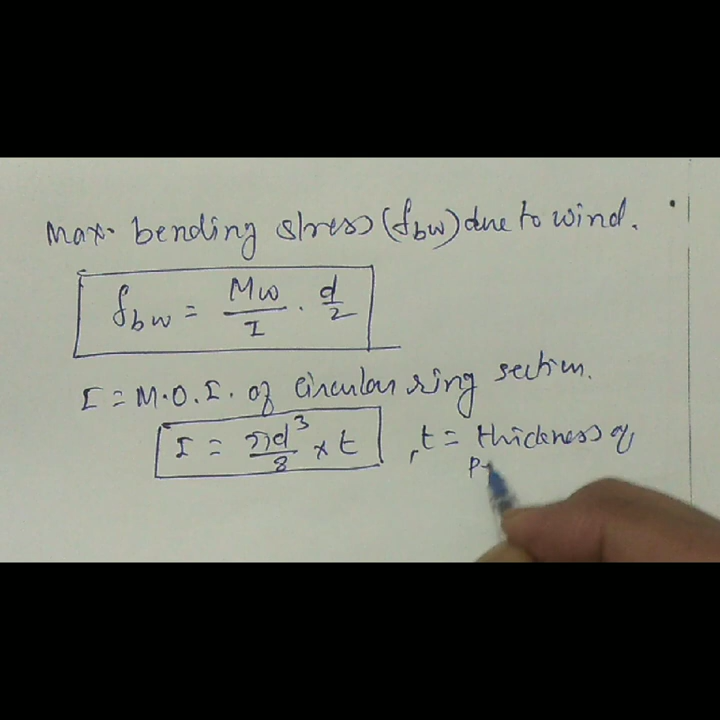 Max. bending stress (fbw) due to wind.
fbw = Mw/I . d/2
I = M.O.I. of circular ring section.
I = πd³/8 × t , t = thickness of